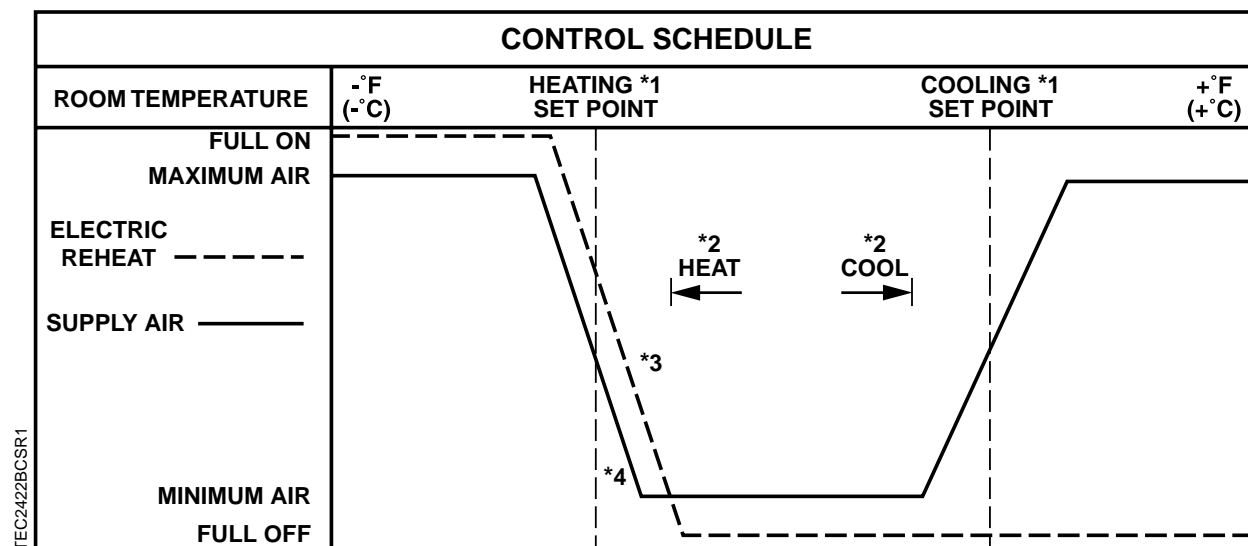 CONTROL SCHEDULE
ROOM TEMPERATURE
-°F
(-°C)
HEATING *1
SET POINT
COOLING *1
SET POINT
+°F
(+°C)
FULL ON
MAXIMUM AIR
ELECTRIC
REHEAT
SUPPLY AIR
*2
HEAT
*2
COOL
*3
*4
MINIMUM AIR
FULL OFF
TEC2422BCSR1